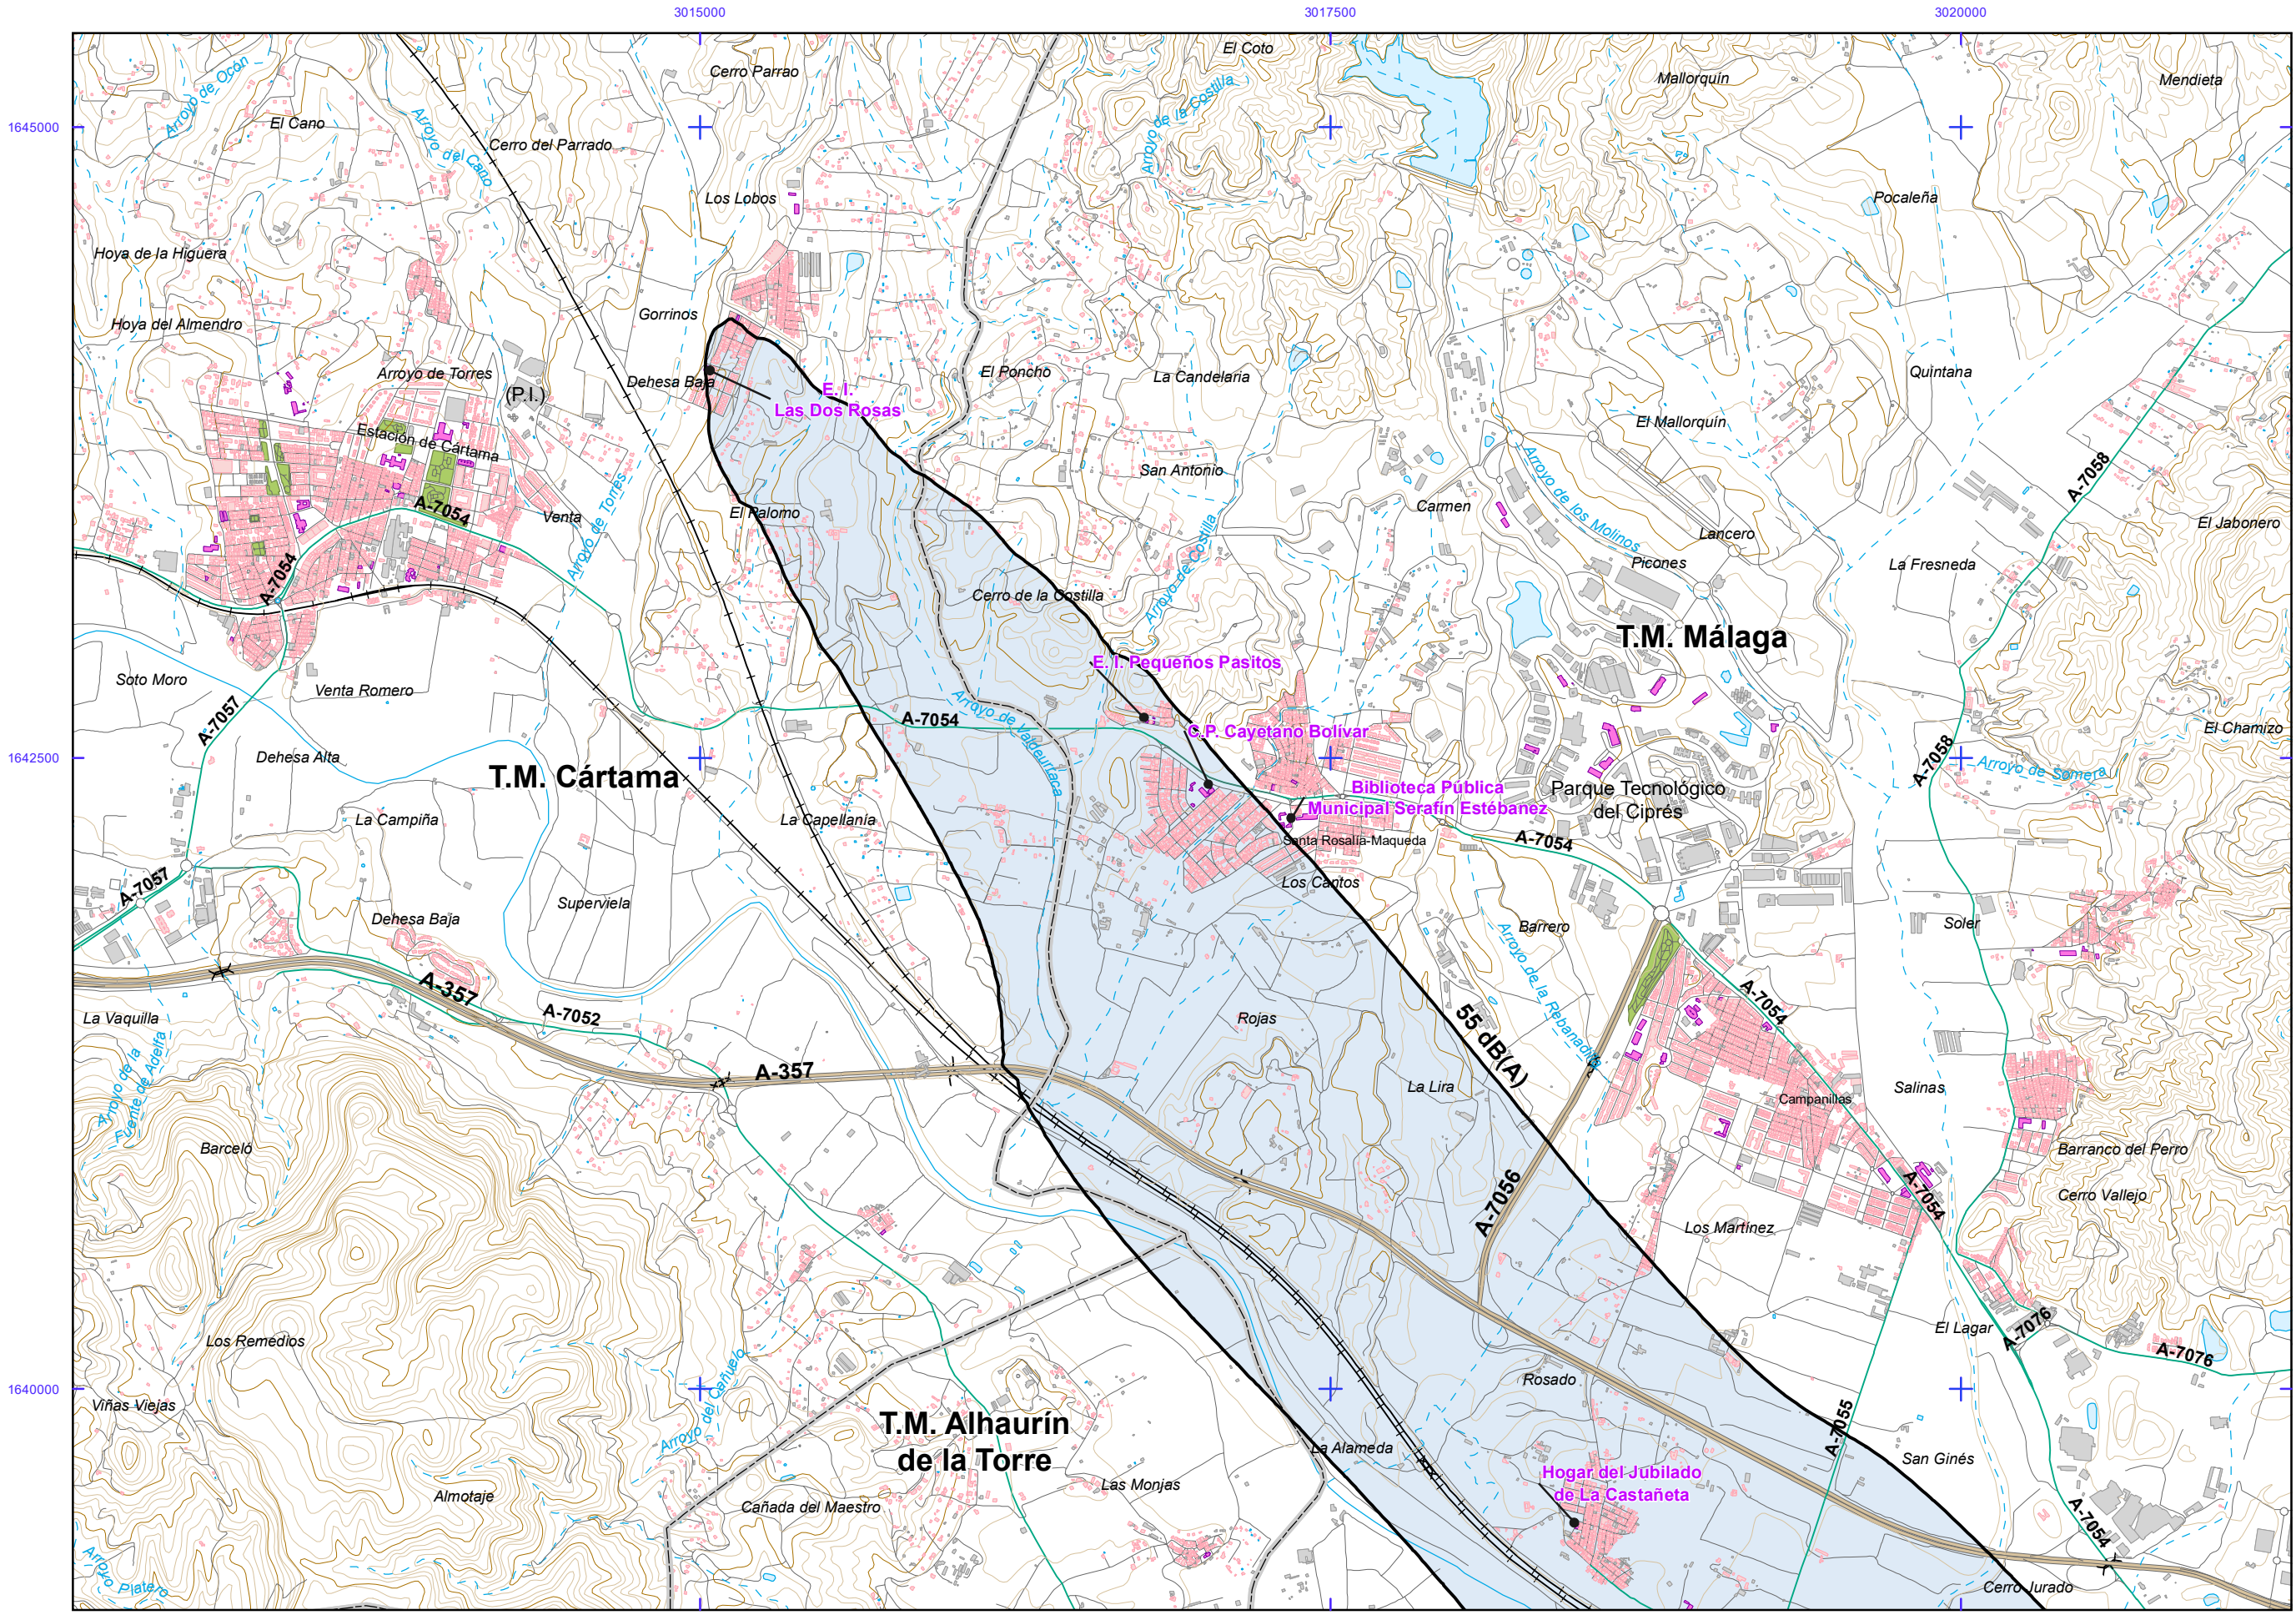 3015000
3017500
3020000
El Coto
Cerro Parrao
Mallorquín
Mendieta
Arroyo de Ocón
Arroyo de la Costilla
1645000
El Cano
Arroyo del Cano
Cerro del Parrado
Los Lobos
Pocaleña
Hoya de la Higuera
Gorrinos
Hoya del Almendro
Arroyo de Torres
(P.I.)
Dehesa Baja
E. I.
Las Dos Rosas
El Poncho
La Candelaria
Quintana
El Mallorquín
Estación de Cártama
San Antonio
Arroyo de los Molinos
A-7058
A-7054
Venta
Arroyo de Torres
El Palomo
Carmen
Lancero
El Jabonero
A-7054
Arroyo de Costilla
Picones
La Fresneda
Cerro de la Costilla
T.M. Málaga
E. I. Pequeños Pasitos
Soto Moro
Venta Romero
A-7057
A-7054
Arroyo de Valdeurraca
C.P. Cayetano Bolívar
El Chamizo
1642500
Dehesa Alta
T.M. Cártama
A-7058
Arroyo de Somera
Biblioteca Pública
Municipal Serafín Estébanez
Parque Tecnológico
del Ciprés
La Campiña
La Capellanía
Santa Rosalía-Maqueda
A-7054
A-7057
Superviela
Los Cantos
Dehesa Baja
Barrero
Soler
Arroyo de la Rebanadilla
A-357
A-7052
A-7054
La Vaquilla
Rojas
55 dB(A)
Arroyo de la
Fuente de Adelfa
A-357
La Lira
Salinas
Campanillas
Barceló
Barranco del Perro
A-7056
A-7054
Cerro Vallejo
Los Martínez
Los Remedios
El Lagar
A-7076
A-7076
1640000
Rosado
Viñas Viejas
Arroyo del Ceñuelo
T.M. Alhaurín
de la Torre
La Alameda
A-7055
San Ginés
Hogar del Jubilado
de La Castañeta
Almotaje
Cañada del Maestro
Las Monjas
A-7054
Arroyo Platero
Cerro Jurado